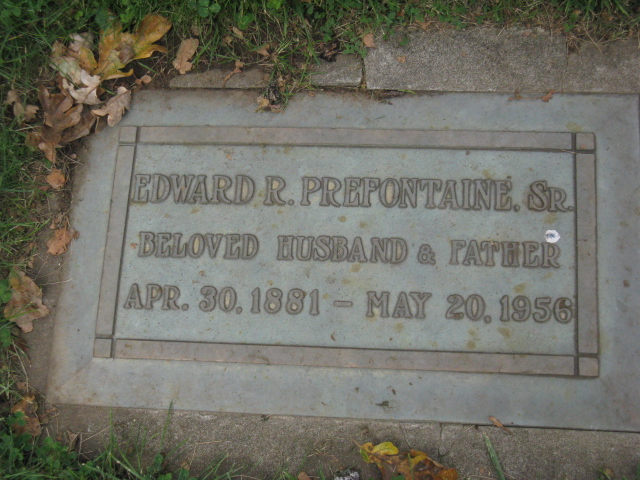 EDWARD R. PREFONTAINE, SR.
BELOVED HUSBAND & FATHER
APR. 30, 1881 – MAY 20, 1956